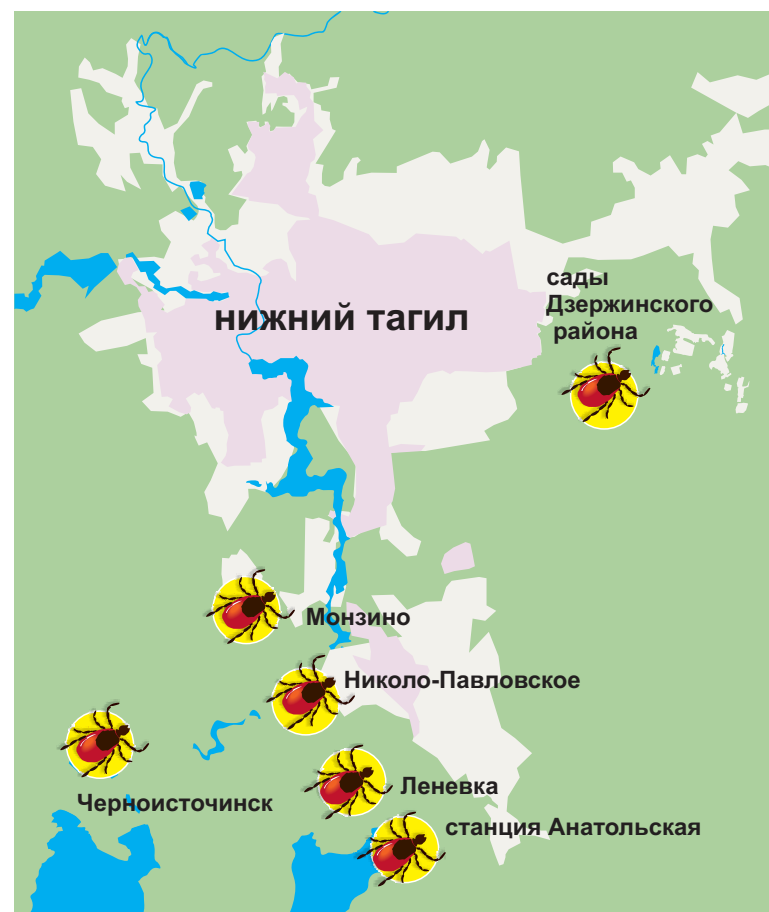 сады
Дзержинского
района
нижний тагил
Монзино
Николо-Павловское
Леневка
Черноисточинск
станция Анатольская